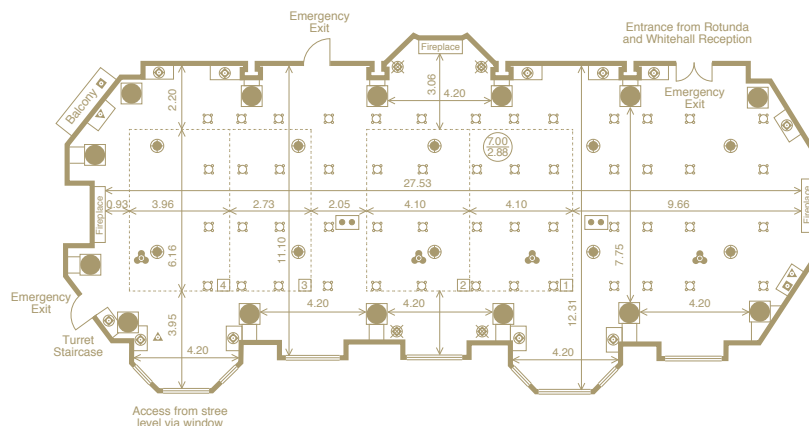 Emergency
Exit
Entrance from Rotunda
and Whitehall Reception
Fireplace
Emergency
Exit
Balcony
2.20
3.06
4.20
7.00
2.88
27.53
0.93
3.96
2.73
2.05
4.10
4.10
9.66
Fireplace
Fireplace
6.16
11.10
7.75
4
3
2
1
Emergency
Exit
Turret
Staircase
3.95
4.20
4.20
12.31
4.20
4.20
4.20
Access from stree
level via window